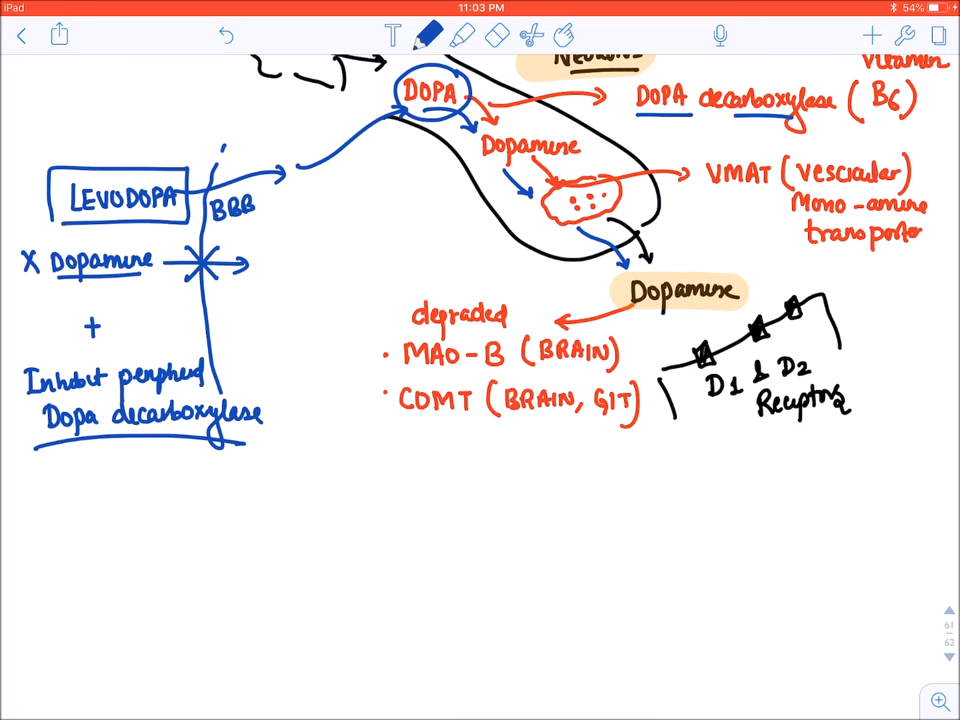 iPad
11:03 PM
54%
T
Neurons
Vitamin
DOPA
DOPA decarboxylase (B6)
Dopamine
VMAT (Vescicular)
Mono-amine
transporter
LEVODOPA
BBB
X Dopamine
+
Inhibit peripheral
Dopa decarboxylase
Dopamine
degraded
· MAO-B (BRAIN)
· COMT (BRAIN, GIT)
D1 & D2
Receptors
61
62